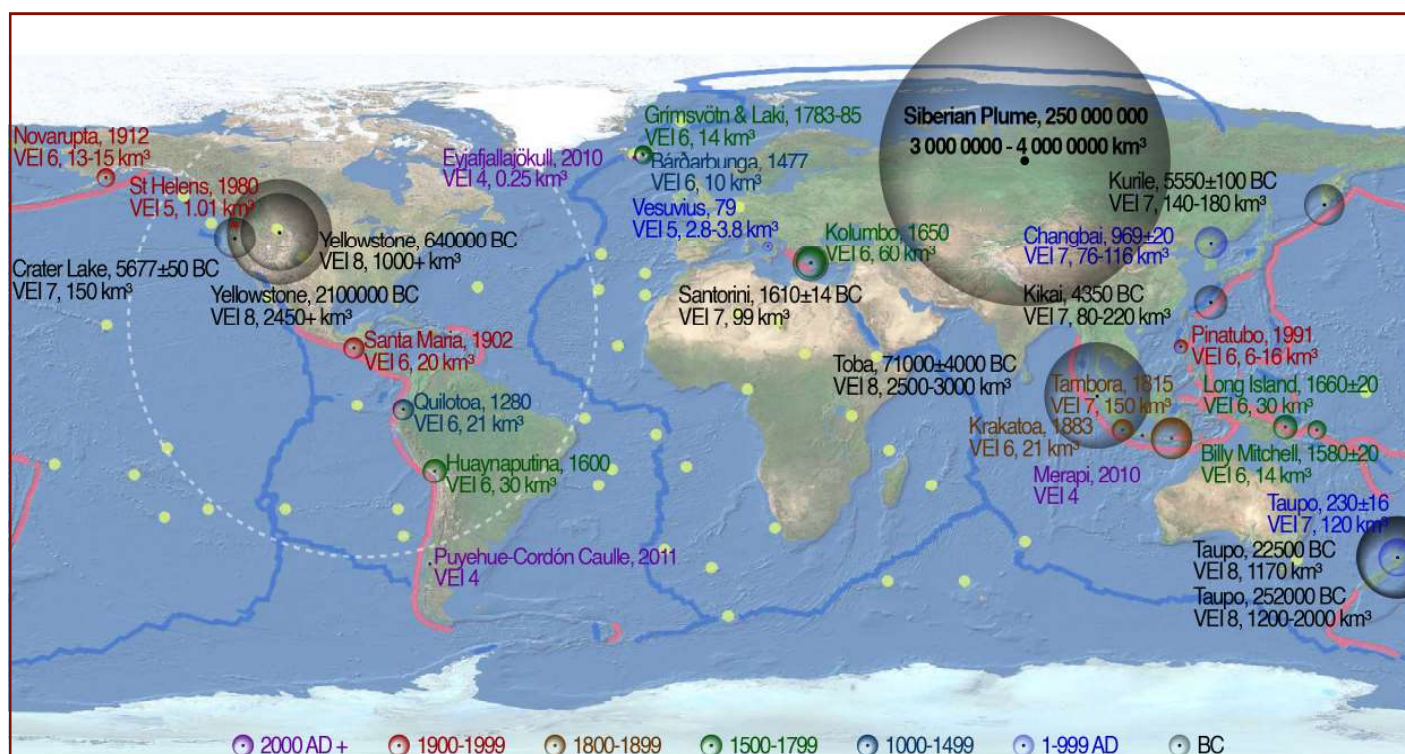 Novarupta, 1912
VEI 6, 13-15 km³
St Helens, 1980
VEI 5, 1.01 km³
Crater Lake, 5677±50 BC
VEI 7, 150 km³
Yellowstone, 640000 BC
VEI 8, 1000+ km³
Yellowstone, 2100000 BC
VEI 8, 2450+ km³
Santa Maria, 1902
VEI 6, 20 km³
Quilotoa, 1280
VEI 6, 21 km³
Huaynaputina, 1600
VEI 6, 30 km³
Puyehue-Cordón Caulle, 2011
VEI 4
Eyjafjallajökull, 2010
VEI 4, 0.25 km³
Grímsvötn & Laki, 1783-85
VEI 6, 14 km³
Bárðarbunga, 1477
VEI 6, 10 km³
Vesuvius, 79
VEI 5, 2.8-3.8 km³
Kolumbo, 1650
VEI 6, 60 km³
Santorini, 1610±14 BC
VEI 7, 99 km³
Siberian Plume, 250 000 000
3 000 0000 - 4 000 0000 km³
Kurile, 5550±100 BC
VEI 7, 140-180 km³
Changbai, 969±20
VEI 7, 76-116 km³
Kikai, 4350 BC
VEI 7, 80-220 km³
Pinatubo, 1991
VEI 6, 6-16 km³
Toba, 71000±4000 BC
VEI 8, 2500-3000 km³
Tambora, 1815
VEI 7, 150 km³
Krakatoa, 1883
VEI 6, 21 km³
Merapi, 2010
VEI 4
Long Island, 1660±20
VEI 6, 30 km³
Billy Mitchell, 1580±20
VEI 6, 14 km³
Taupo, 230±16
VEI 7, 120 km³
Taupo, 22500 BC
VEI 8, 1170 km³
Taupo, 252000 BC
VEI 8, 1200-2000 km³
2000 AD + 1900-1999 1800-1899 1500-1799 1000-1499 1-999 AD BC